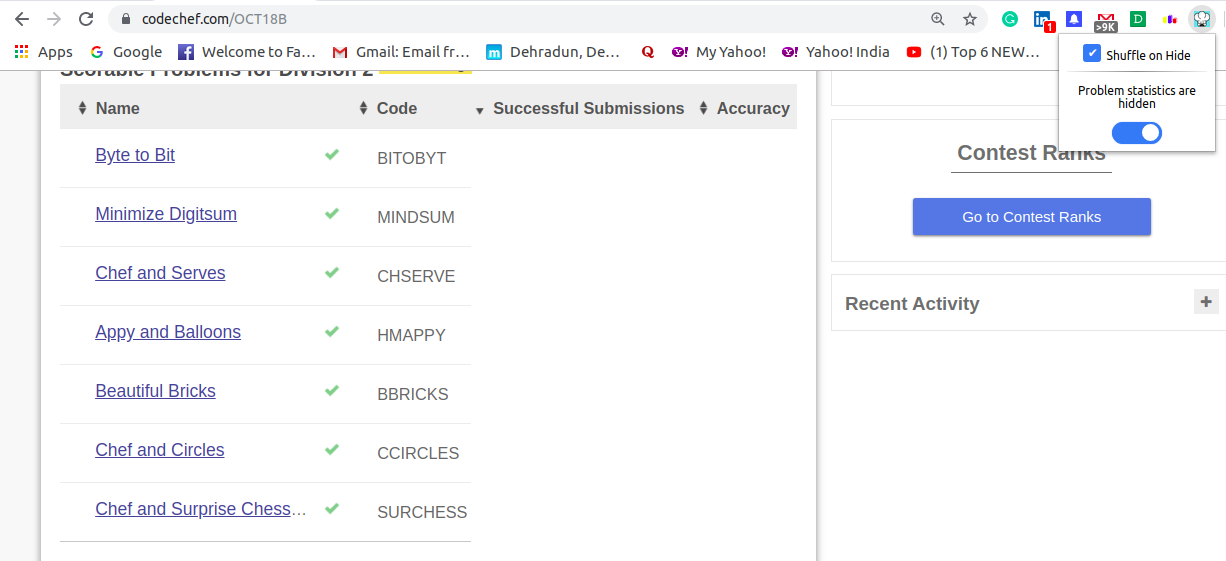 codechef.com/OCT18B
1
>9K
D
Apps
Google
Welcome to Fa...
Gmail: Email fr...
m
Dehradun, De...
Q
My Yahoo!
Yahoo! India
(1) Top 6 NEW...
Shuffle on Hide
Problem statistics are
hidden
Scorable Problems for Division 2
Name
Code
Successful Submissions
Accuracy
Byte to Bit
BITOBYT
Minimize Digitsum
MINDSUM
Chef and Serves
CHSERVE
Appy and Balloons
HMAPPY
Beautiful Bricks
BBRICKS
Chef and Circles
CCIRCLES
Chef and Surprise Chess...
SURCHESS
Contest Ranks
Go to Contest Ranks
Recent Activity
+